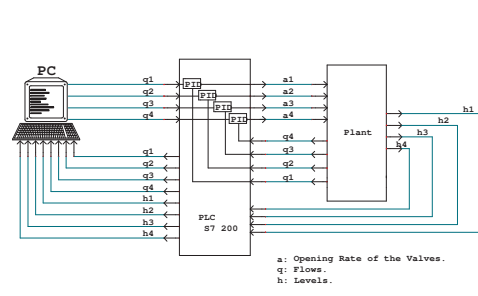 PC
q1
q2
q3
q4
PID
PID
PID
PID
a1
a2
a3
a4
q4
q3
q2
q1
Plant
h1
h2
h3
h4
q1
q2
q3
q4
h1
h2
h3
h4
PLC
S7 200
a: Opening Rate of the Valves.
q: Flows.
h: Levels.